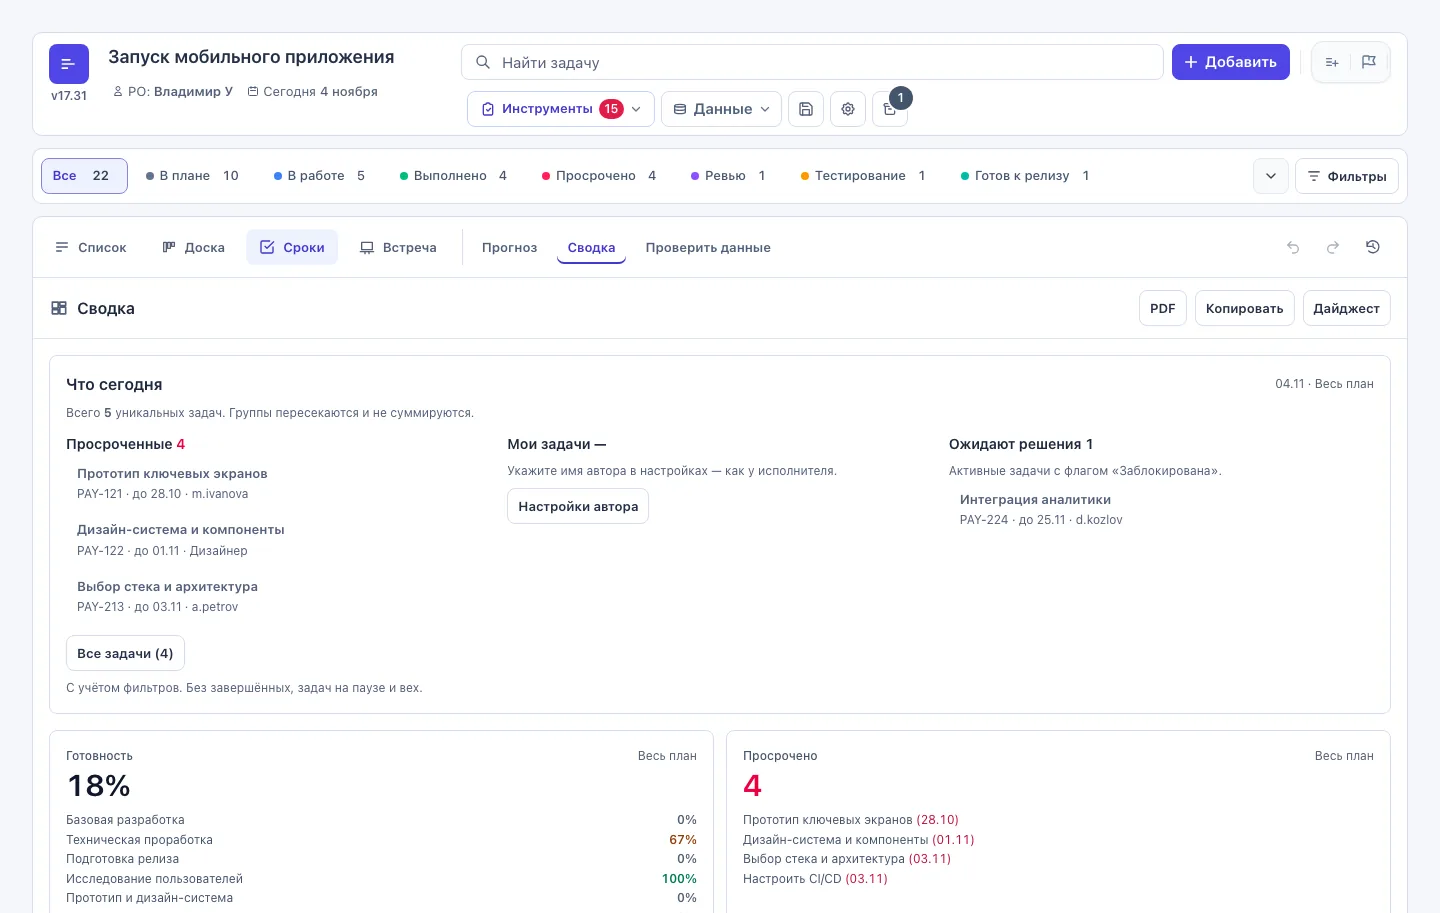 Запуск мобильного приложения
v17.31
PO: Владимир У
Сегодня 4 ноября
Найти задачу
Добавить
Инструменты 15
Данные
1
Все 22
В плане 10
В работе 5
Выполнено 4
Просрочено 4
Ревью 1
Тестирование 1
Готов к релизу 1
Фильтры
Список
Доска
Сроки
Встреча
Прогноз
Сводка
Проверить данные
Сводка
PDF
Копировать
Дайджест
Что сегодня
04.11 · Весь план
Всего 5 уникальных задач. Группы пересекаются и не суммируются.
Просроченные 4
Прототип ключевых экранов
PAY-121 · до 28.10 · m.ivanova
Дизайн-система и компоненты
PAY-122 · до 01.11 · Дизайнер
Выбор стека и архитектура
PAY-213 · до 03.11 · a.petrov
Все задачи (4)
С учётом фильтров. Без завершённых, задач на паузе и вех.
Мои задачи —
Укажите имя автора в настройках — как у исполнителя.
Настройки автора
Ожидают решения 1
Активные задачи с флагом «Заблокирована».
Интеграция аналитики
PAY-224 · до 25.11 · d.kozlov
Готовность
Весь план
18%
Базовая разработка 0%
Техническая проработка 67%
Подготовка релиза 0%
Исследование пользователей 100%
Прототип и дизайн-система 0%
Просрочено
Весь план
4
Прототип ключевых экранов (28.10)
Дизайн-система и компоненты (01.11)
Выбор стека и архитектура (03.11)
Настроить CI/CD (03.11)